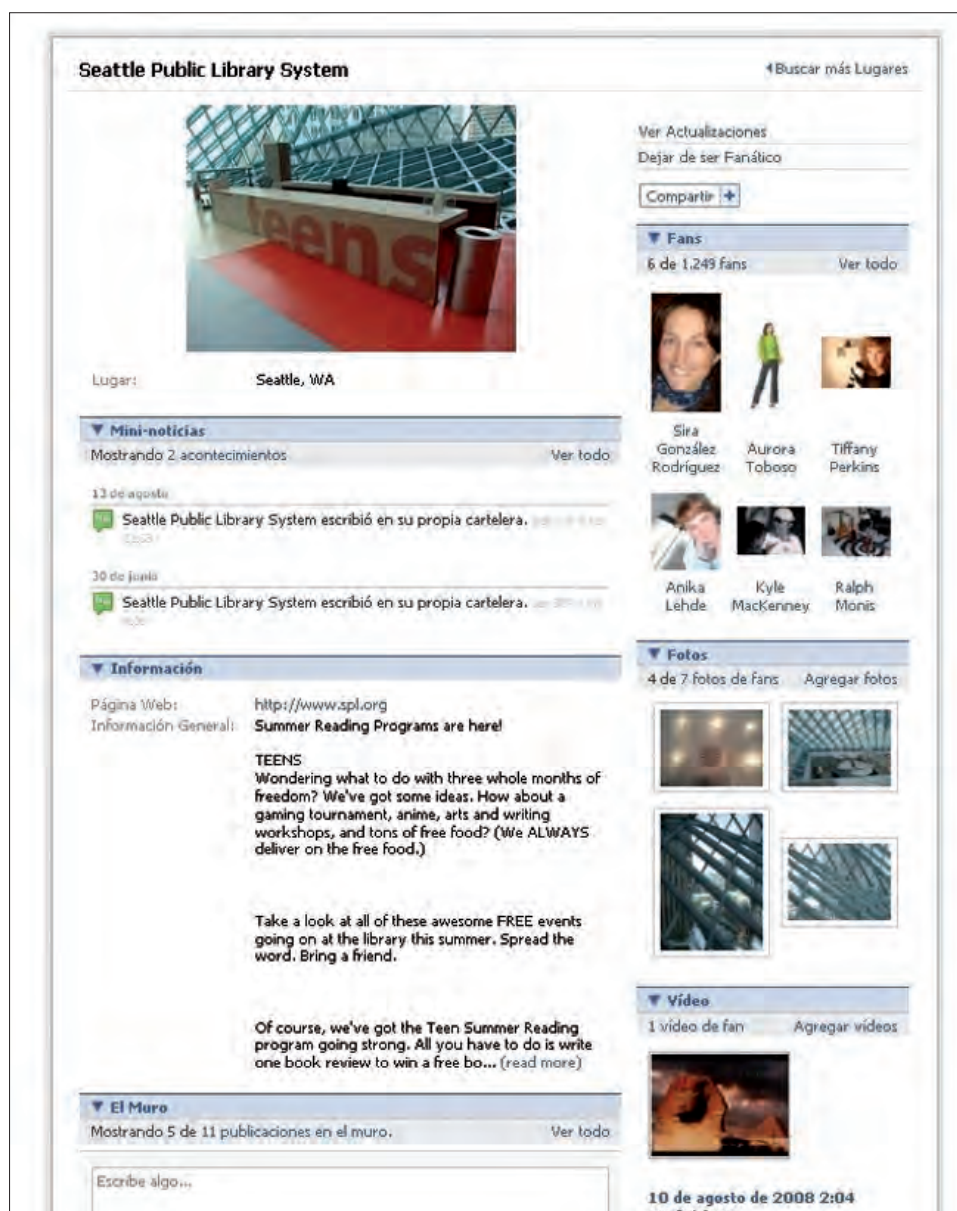 Seattle Public Library System
Buscar más Lugares
teens
Lugar: Seattle, WA
Mini-noticias
Mostrando 2 acontecimientos Ver todo
13 de agosto
Seattle Public Library System escribió en su propia cartelera.
30 de junio
Seattle Public Library System escribió en su propia cartelera.
Información
Página Web: http://www.spl.org
Información General: Summer Reading Programs are here!
TEENS
Wondering what to do with three whole months of
freedom? We've got some ideas. How about a
gaming tournament, anime, arts and writing
workshops, and tons of free food? (We ALWAYS
deliver on the free food.)
Take a look at all of these awesome FREE events
going on at the library this summer. Spread the
word. Bring a friend.
Of course, we've got the Teen Summer Reading
program going strong. All you have to do is write
one book review to win a free bo... (read more)
El Muro
Mostrando 5 de 11 publicaciones en el muro. Ver todo
Escribe algo...
Ver Actualizaciones
Dejar de ser Fanático
Compartir +
Fans
6 de 1.249 fans Ver todo
Sira
González
Rodríguez
Aurora
Toboso
Tiffany
Perkins
Anika
Lehde
Kyle
MacKenney
Ralph
Monis
Fotos
4 de 7 fotos de fans Agregar fotos
Vídeo
1 vídeo de fan Agregar vídeos
10 de agosto de 2008 2:04